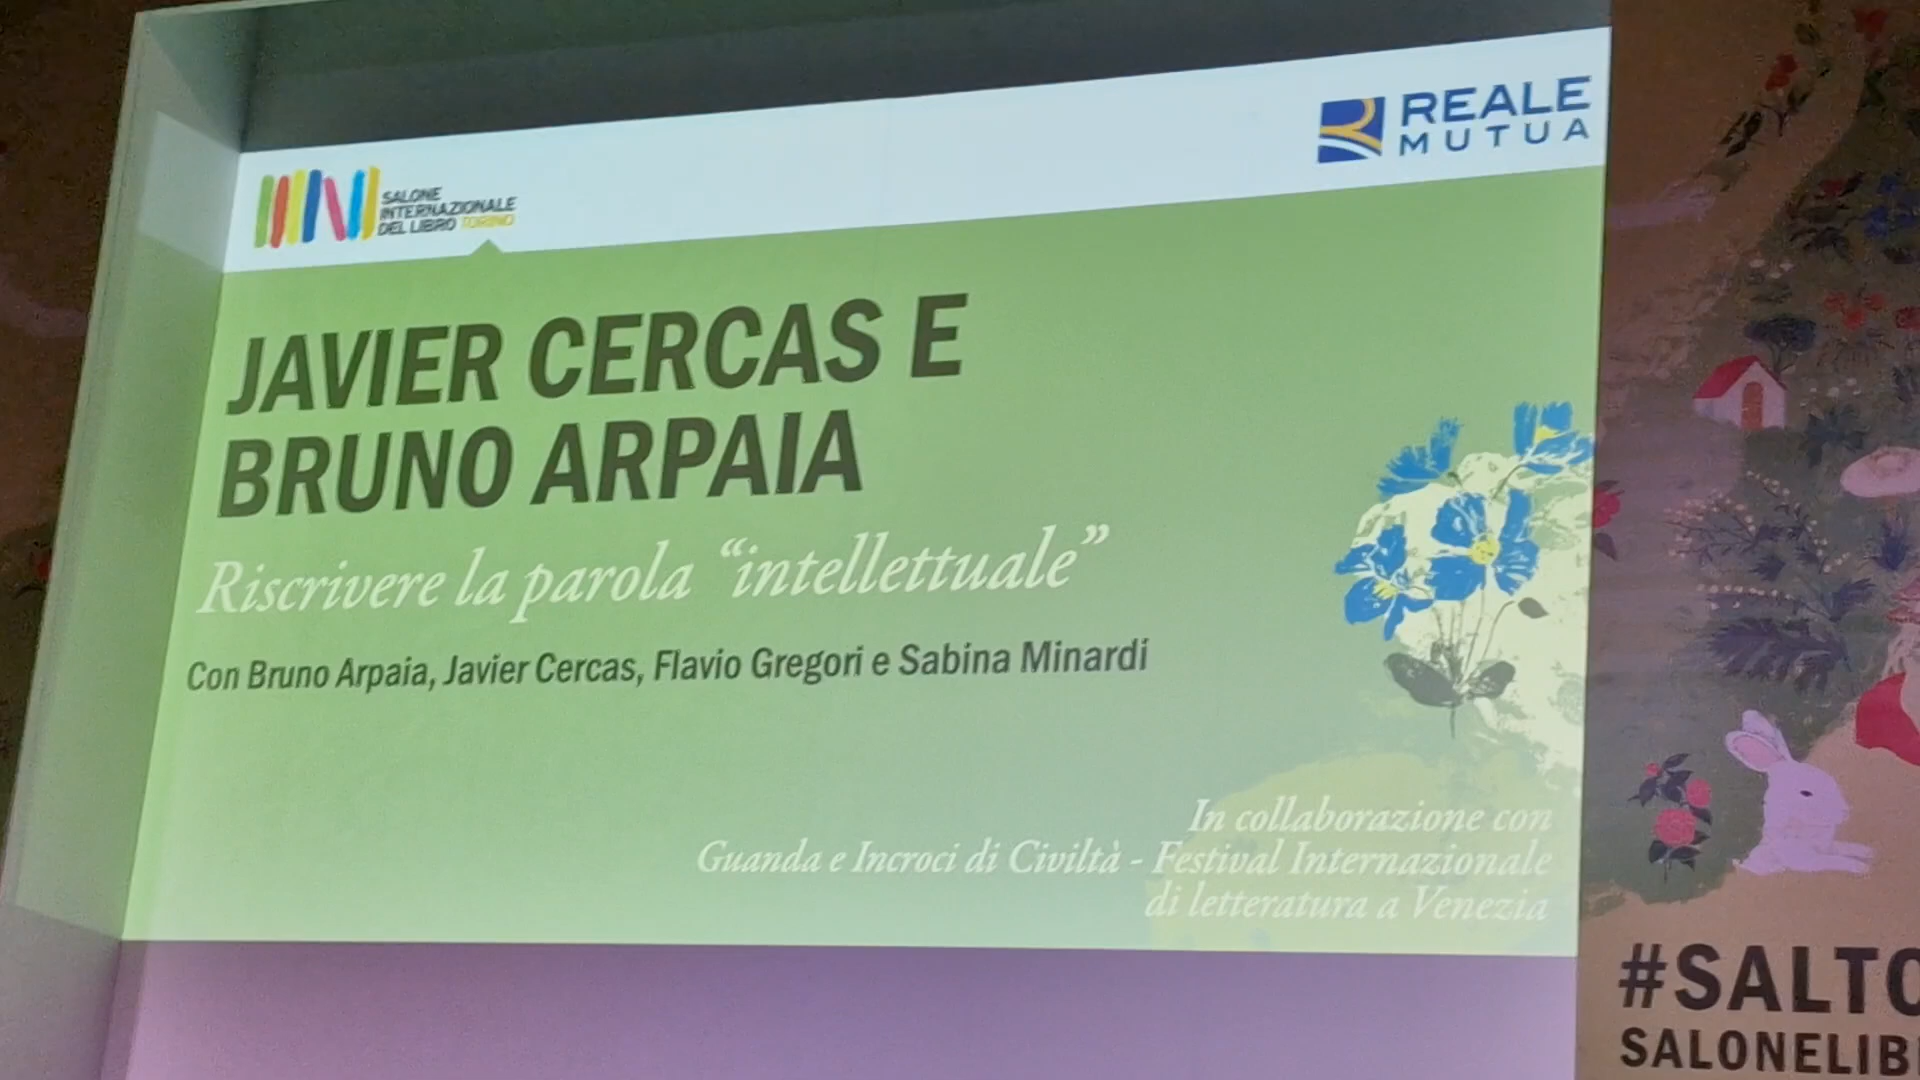 SALONE
INTERNAZIONALE
DEL LIBRO TORINO
REALE
MUTUA
JAVIER CERCAS E
BRUNO ARPAIA
Riscrivere la parola “intellettuale”
Con Bruno Arpaia, Javier Cercas, Flavio Gregori e Sabina Minardi
In collaborazione con
Guanda e Incroci di Civiltà - Festival Internazionale
di letteratura a Venezia
#SALTO
SALONELIB